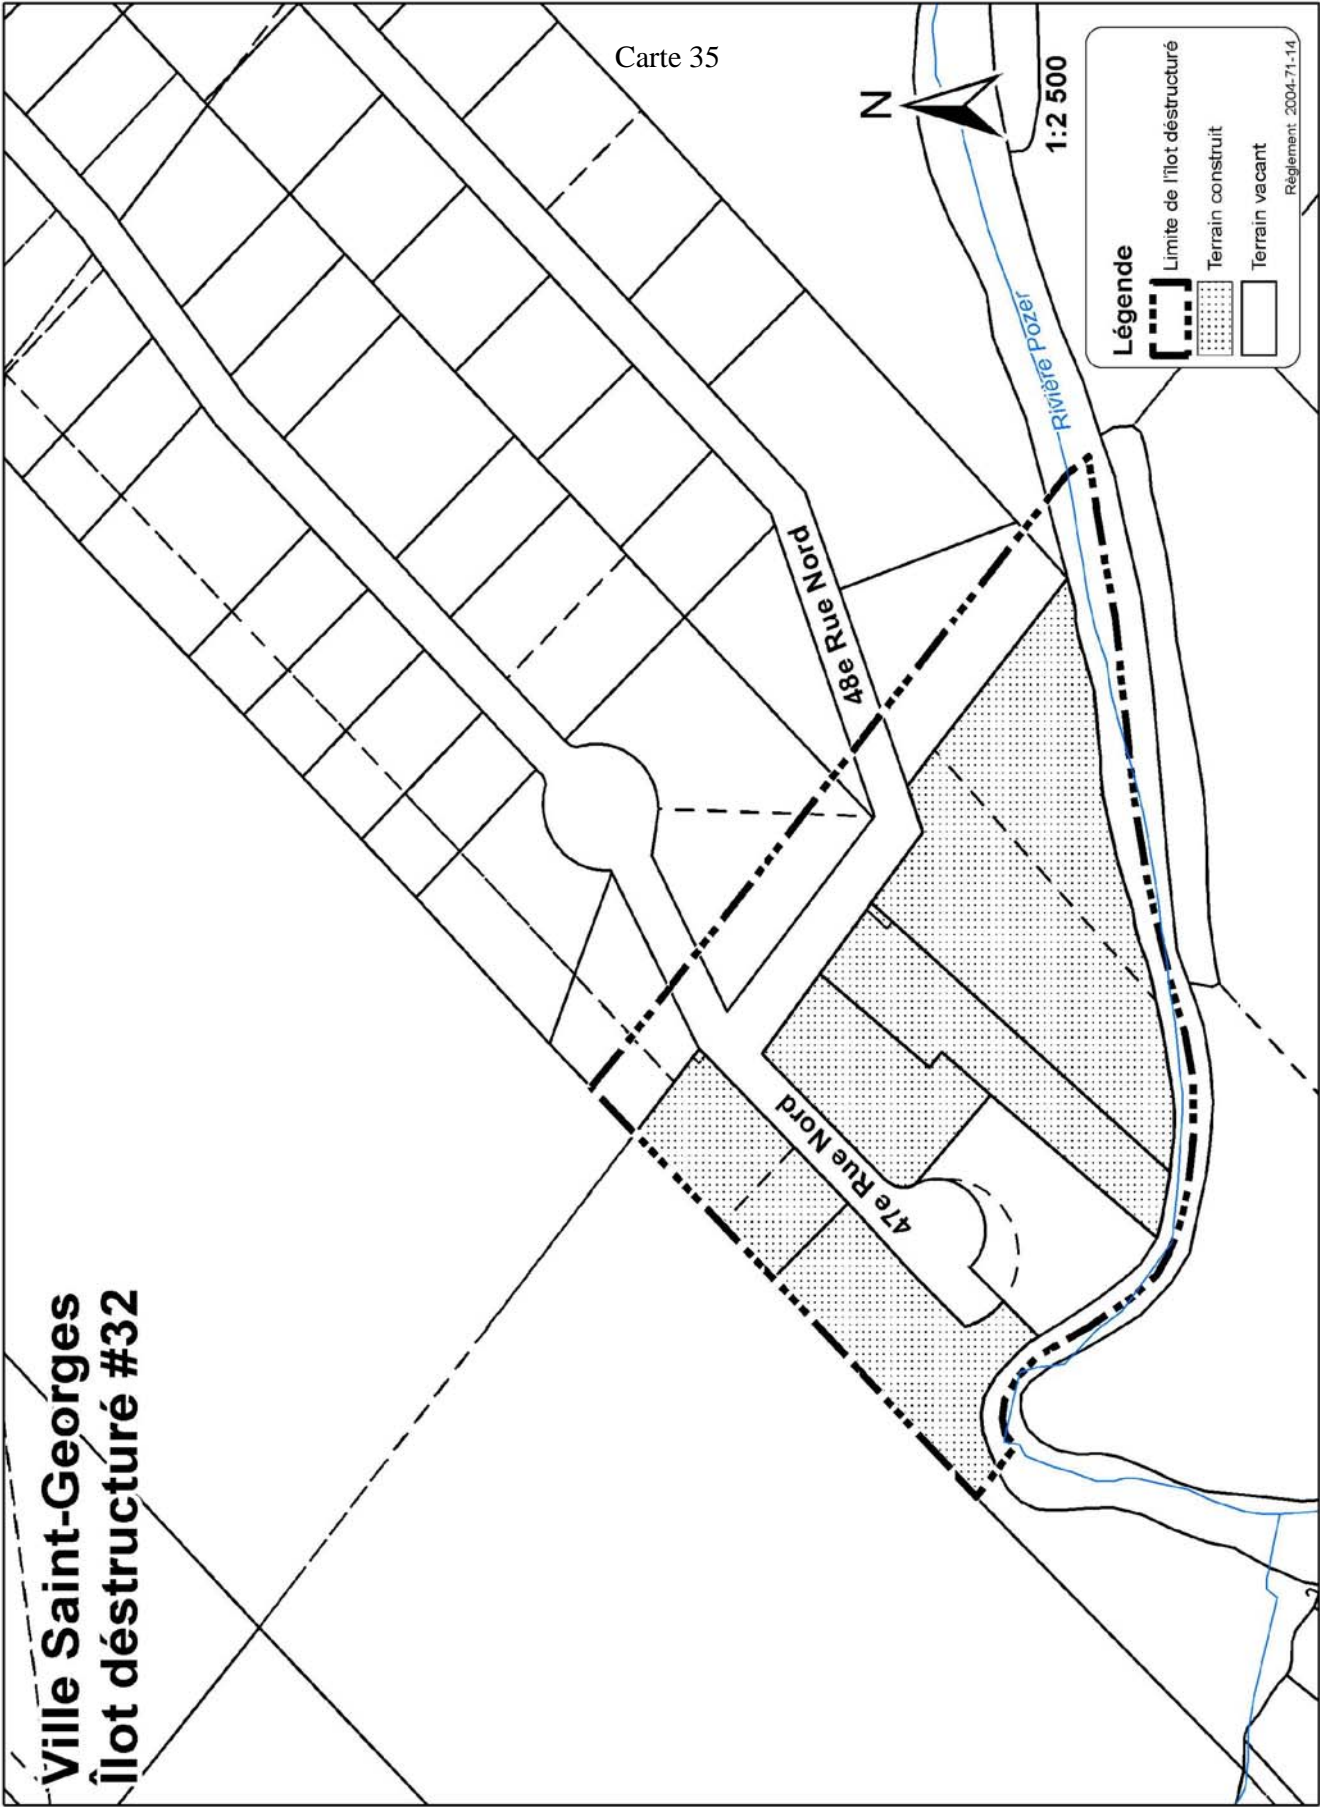 Carte 35
Ville Saint-Georges
Îlot déstructuré #32
N
1:2 500
48e Rue Nord
47e Rue Nord
Rivière Pozer
Légende
Limite de l'îlot déstructuré
Terrain construit
Terrain vacant
Règlement 2004-71-14